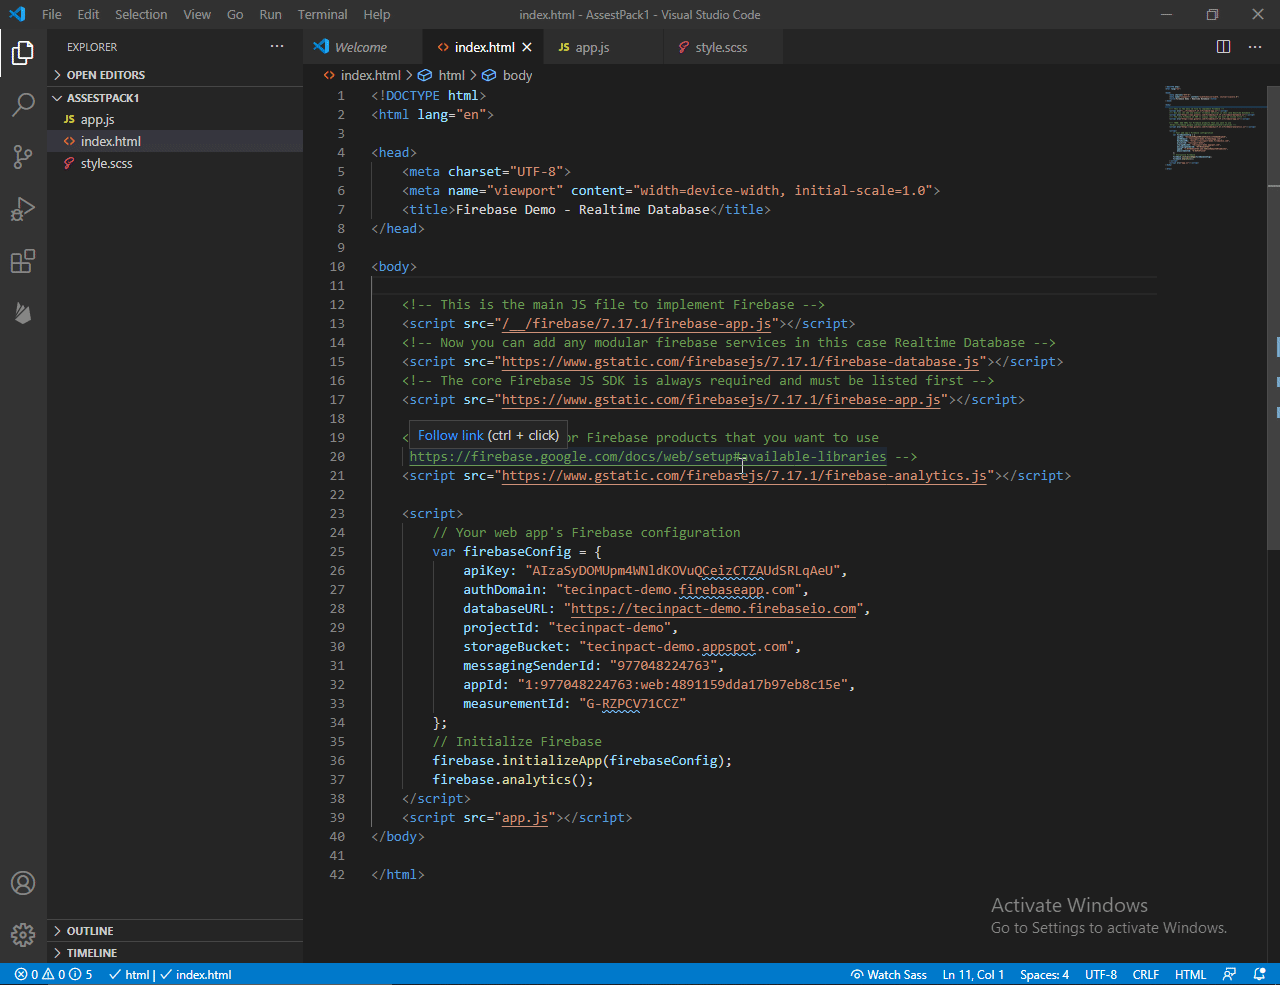 File Edit Selection View Go Run Terminal Help
index.html - AssestPack1 - Visual Studio Code
EXPLORER
OPEN EDITORS
ASSESTPACK1
JS app.js
index.html
style.scss
OUTLINE
TIMELINE
Welcome
index.html
JS app.js
style.scss
index.html > html > body
1 <!DOCTYPE html>
2 <html lang="en">
3
4 <head>
5 <meta charset="UTF-8">
6 <meta name="viewport" content="width=device-width, initial-scale=1.0">
7 <title>Firebase Demo - Realtime Database</title>
8 </head>
9
10 <body>
11
12 <!-- This is the main JS file to implement Firebase -->
13 <script src="/__/firebase/7.17.1/firebase-app.js"></script>
14 <!-- Now you can add any modular firebase services in this case Realtime Database -->
15 <script src="https://www.gstatic.com/firebasejs/7.17.1/firebase-database.js"></script>
16 <!-- The core Firebase JS SDK is always required and must be listed first -->
17 <script src="https://www.gstatic.com/firebasejs/7.17.1/firebase-app.js"></script>
18
Follow link (ctrl + click)
19 < or Firebase products that you want to use
20 https://firebase.google.com/docs/web/setup#available-libraries -->
21 <script src="https://www.gstatic.com/firebasejs/7.17.1/firebase-analytics.js"></script>
22
23 <script>
24 // Your web app's Firebase configuration
25 var firebaseConfig = {
26 apiKey: "AIzaSyDOMUpm4WNldKOVuQCeizCTZAUdSRLqAeU",
27 authDomain: "tecinpact-demo.firebaseapp.com",
28 databaseURL: "https://tecinpact-demo.firebaseio.com",
29 projectId: "tecinpact-demo",
30 storageBucket: "tecinpact-demo.appspot.com",
31 messagingSenderId: "977048224763",
32 appId: "1:977048224763:web:4891159dda17b97eb8c15e",
33 measurementId: "G-RZPCV71CCZ"
34 };
35 // Initialize Firebase
36 firebase.initializeApp(firebaseConfig);
37 firebase.analytics();
38 </script>
39 <script src="app.js"></script>
40 </body>
41
42 </html>
Activate Windows
Go to Settings to activate Windows.
0 0 5 html | index.html
Watch Sass Ln 11, Col 1 Spaces: 4 UTF-8 CRLF HTML